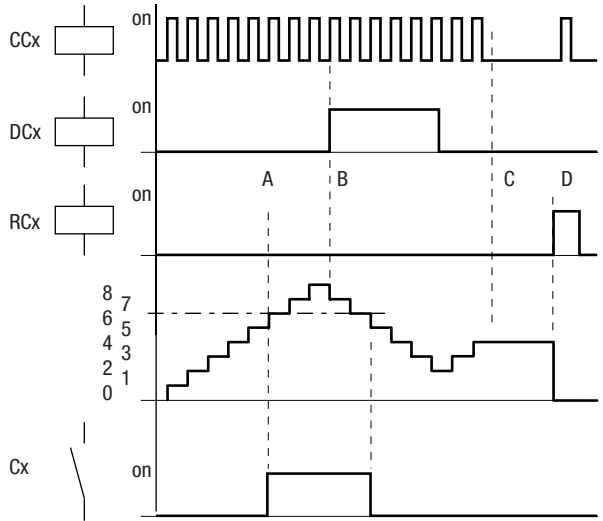 CCx on
DCx on
A B C D
RCx on
8 7
6 5
4 3
2 1
0
Cx on